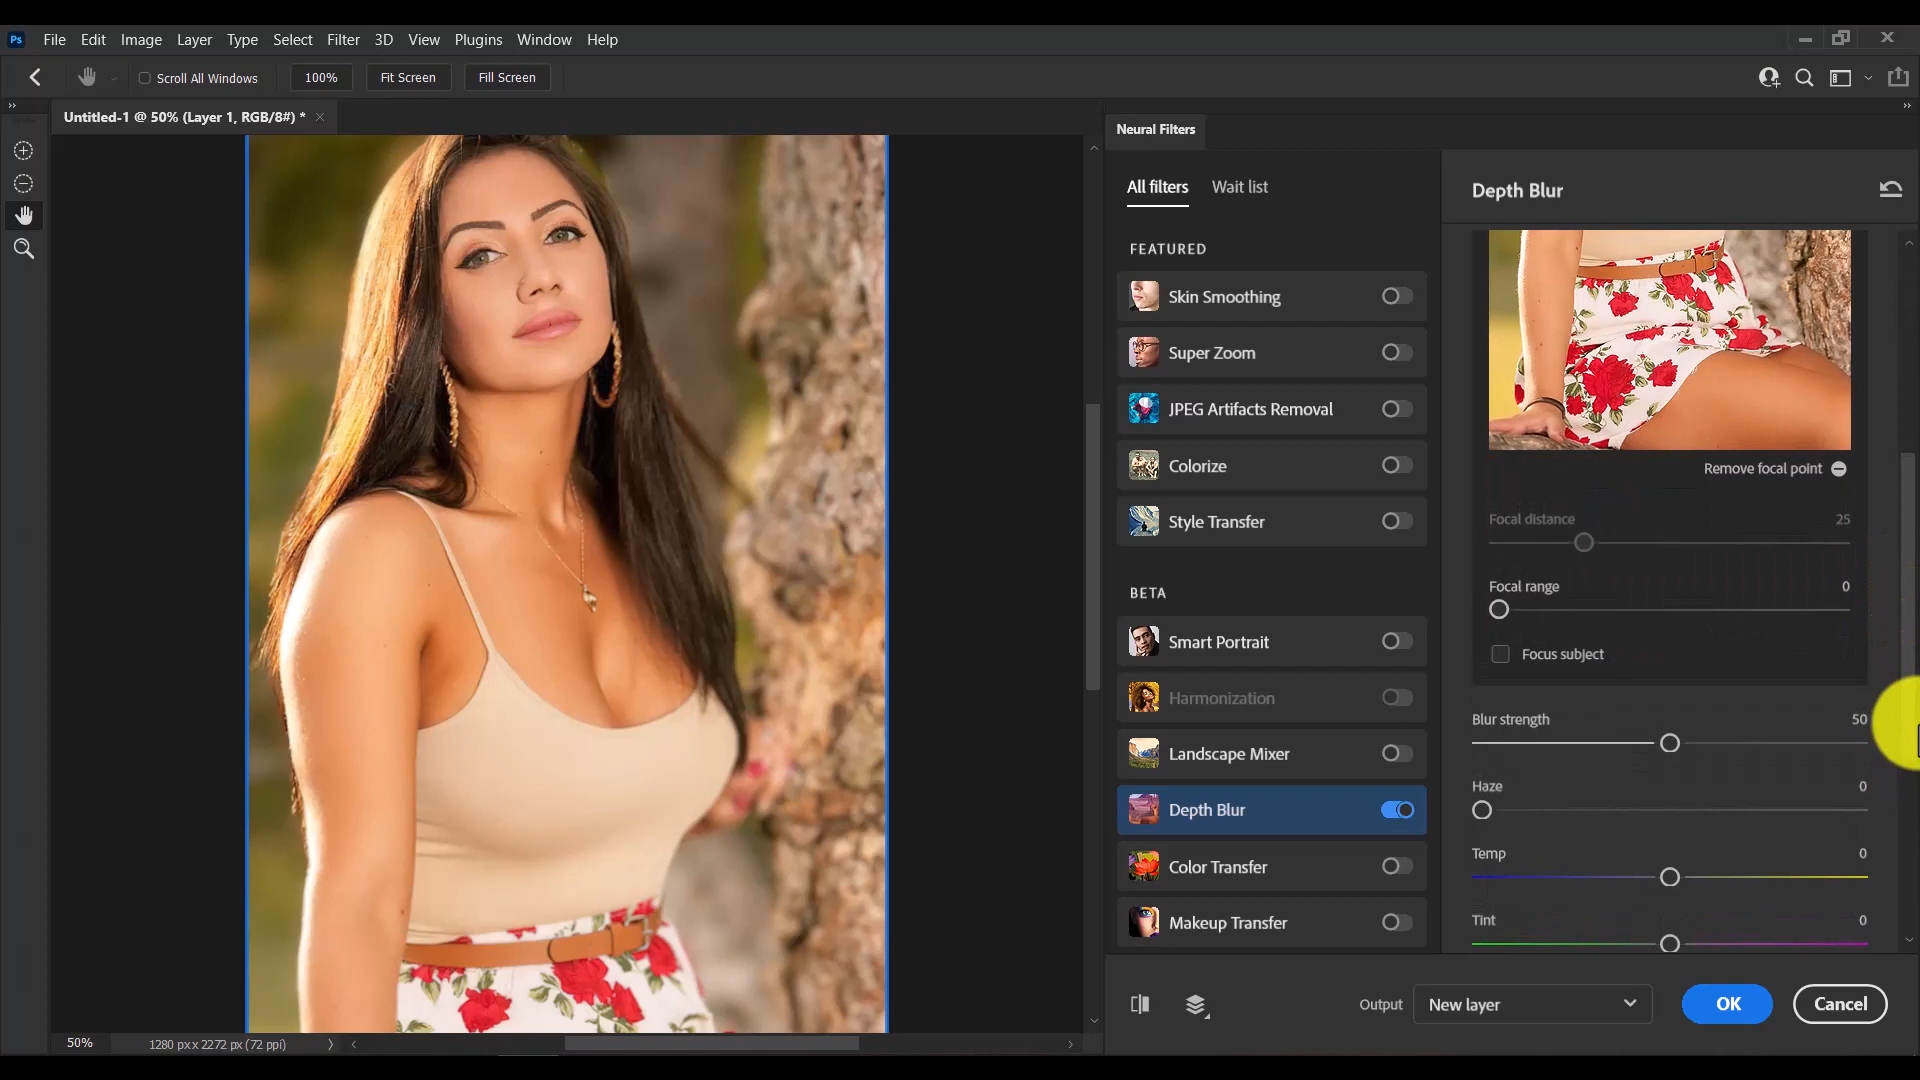 Ps File Edit Image Layer Type Select Filter 3D View Plugins Window Help
Scroll All Windows 100% Fit Screen Fill Screen
Untitled-1 @ 50% (Layer 1, RGB/8#) *
Neural Filters
All filters Wait list
Depth Blur
FEATURED
Skin Smoothing
Super Zoom
JPEG Artifacts Removal
Colorize
Style Transfer
BETA
Smart Portrait
Harmonization
Landscape Mixer
Depth Blur
Color Transfer
Makeup Transfer
Remove focal point
Focal distance 25
Focal range 0
Focus subject
Blur strength 50
Haze 0
Temp 0
Tint 0
Output New layer OK Cancel
50% 1280 px x 2272 px (72 ppi)